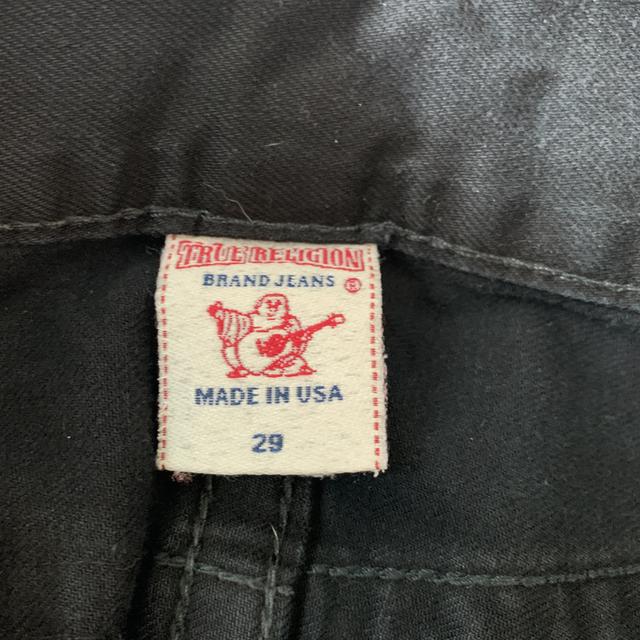 TRUE RELIGION
BRAND JEANS ®
MADE IN USA
29